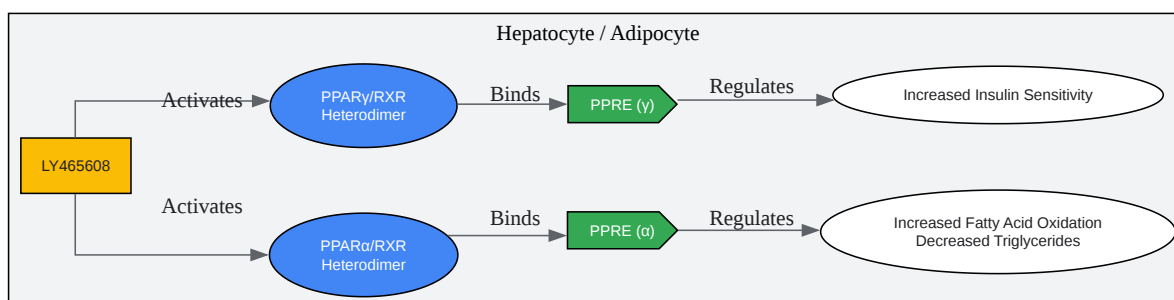 Hepatocyte / Adipocyte
LY465608
Activates
PPARγ/RXR
Heterodimer
Binds
PPRE (γ)
Regulates
Increased Insulin Sensitivity
Activates
PPARα/RXR
Heterodimer
Binds
PPRE (α)
Regulates
Increased Fatty Acid Oxidation
Decreased Triglycerides